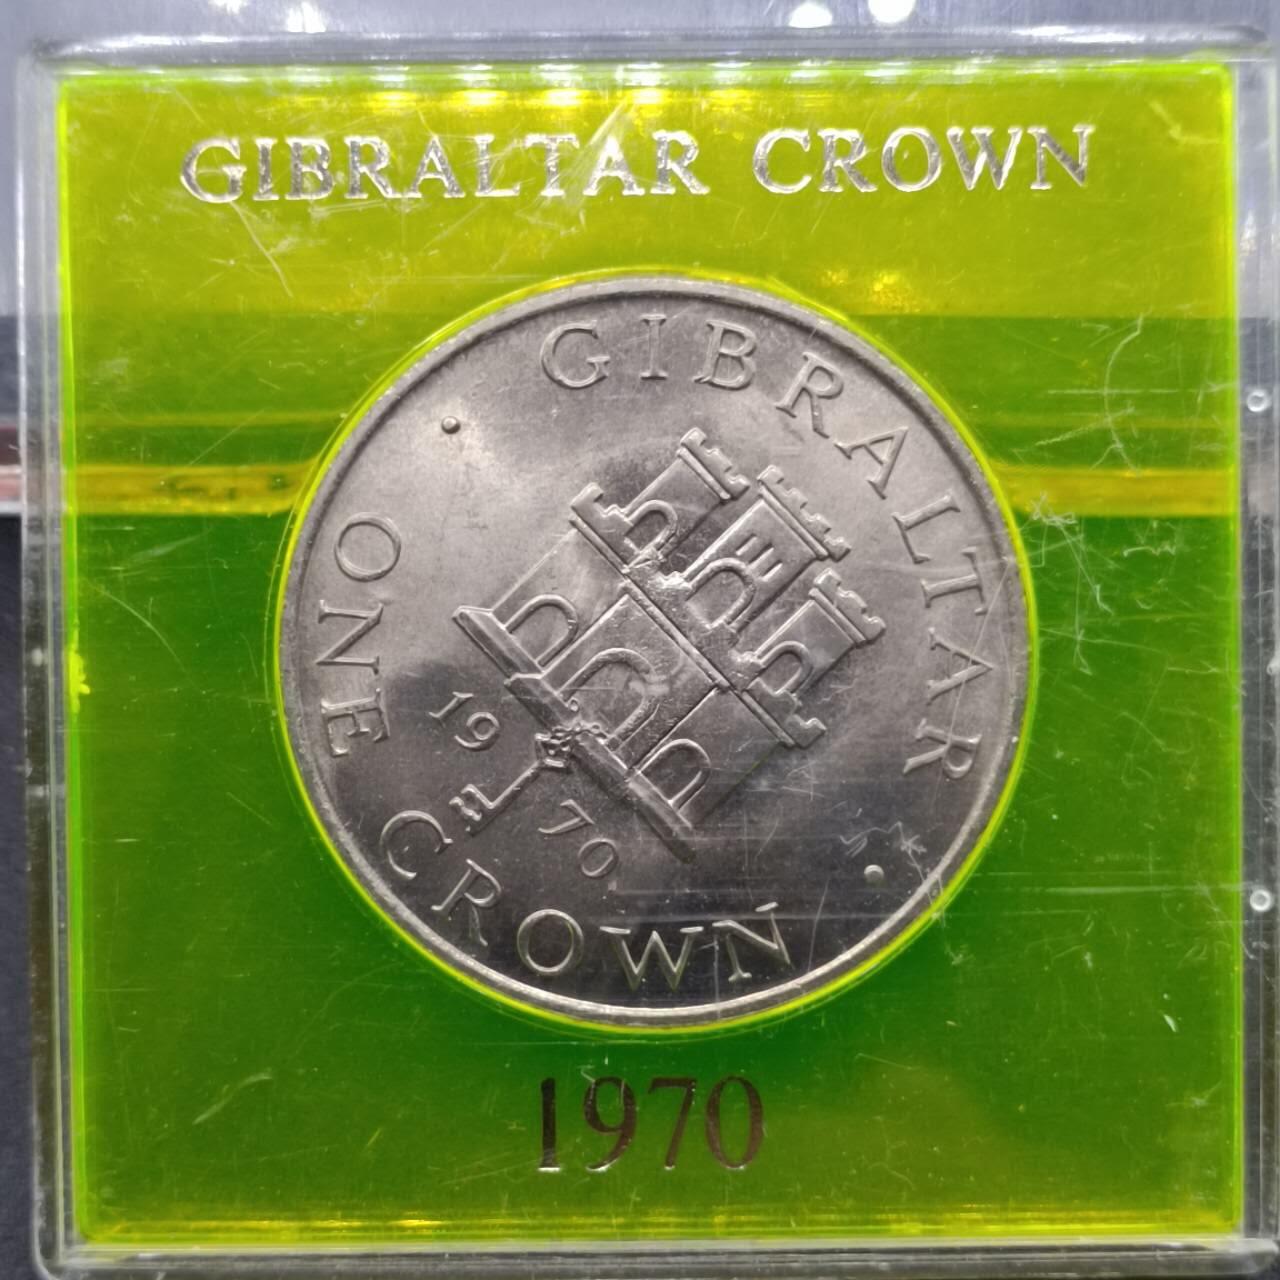 GIBRALTAR CROWN
GIBRALTAR
ONE CROWN
19 70
1970